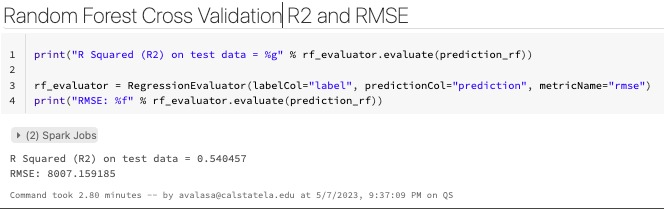 Random Forest Cross Validation R2 and RMSE
1 print("R Squared (R2) on test data = %g" % rf_evaluator.evaluate(prediction_rf))
2
3 rf_evaluator = RegressionEvaluator(labelCol="label", predictionCol="prediction", metricName="rmse")
4 print("RMSE: %f" % rf_evaluator.evaluate(prediction_rf))
(2) Spark Jobs
R Squared (R2) on test data = 0.540457
RMSE: 8007.159185
Command took 2.80 minutes -- by avalasa@calstatela.edu at 5/7/2023, 9:37:09 PM on QS